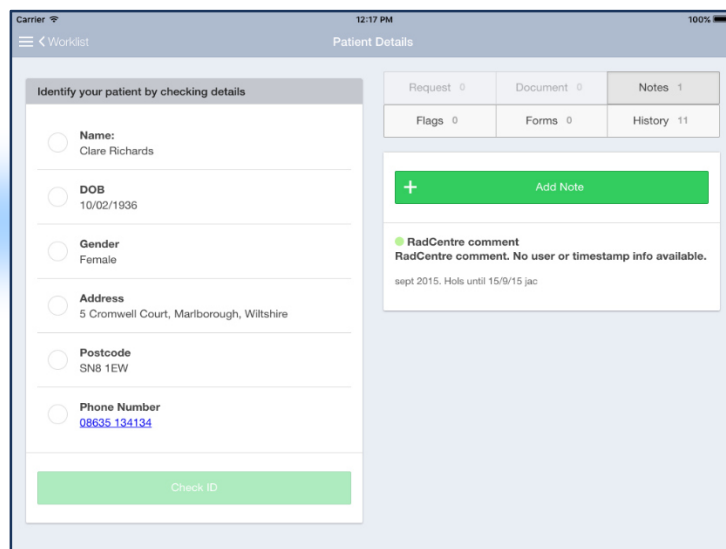 Carrier 12:17 PM 100%
Worklist Patient Details
Identify your patient by checking details
Name:
Clare Richards
DOB
10/02/1936
Gender
Female
Address
5 Cromwell Court, Marlborough, Wiltshire
Postcode
SN8 1EW
Phone Number
08635 134134
Check ID
Request 0 Document 0 Notes 1
Flags 0 Forms 0 History 11
+ Add Note
RadCentre comment
RadCentre comment. No user or timestamp info available.
sept 2015. Hols until 15/9/15 jac